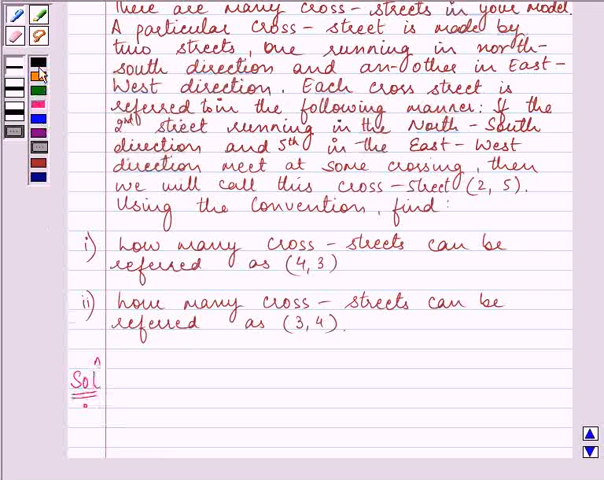 There are many cross-streets in your model.
A particular cross-street is made by
two streets, one running in north-
south direction and an-other in East-
West direction. Each cross street is
referred to in the following manner: If the
2nd street running in the North-South
direction and 5th in the East-West
direction meet at some crossing, then
we will call this cross-street (2, 5).
Using the convention, find:
i) how many cross-streets can be
referred as (4,3)
ii) how many cross-streets can be
referred as (3,4).
Sol^